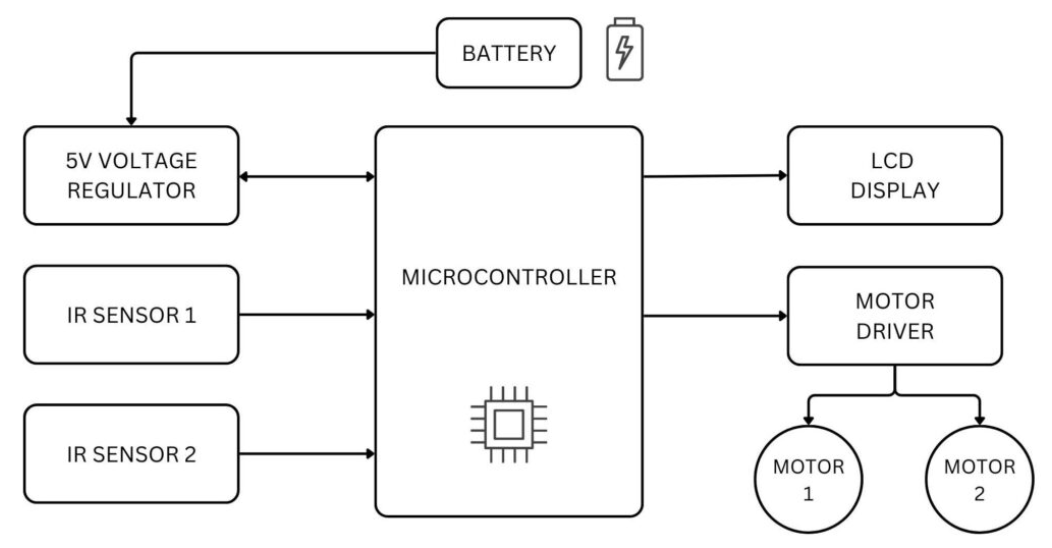 BATTERY
5V VOLTAGE
REGULATOR
LCD
DISPLAY
MICROCONTROLLER
IR SENSOR 1
MOTOR
DRIVER
IR SENSOR 2
MOTOR
1
MOTOR
2